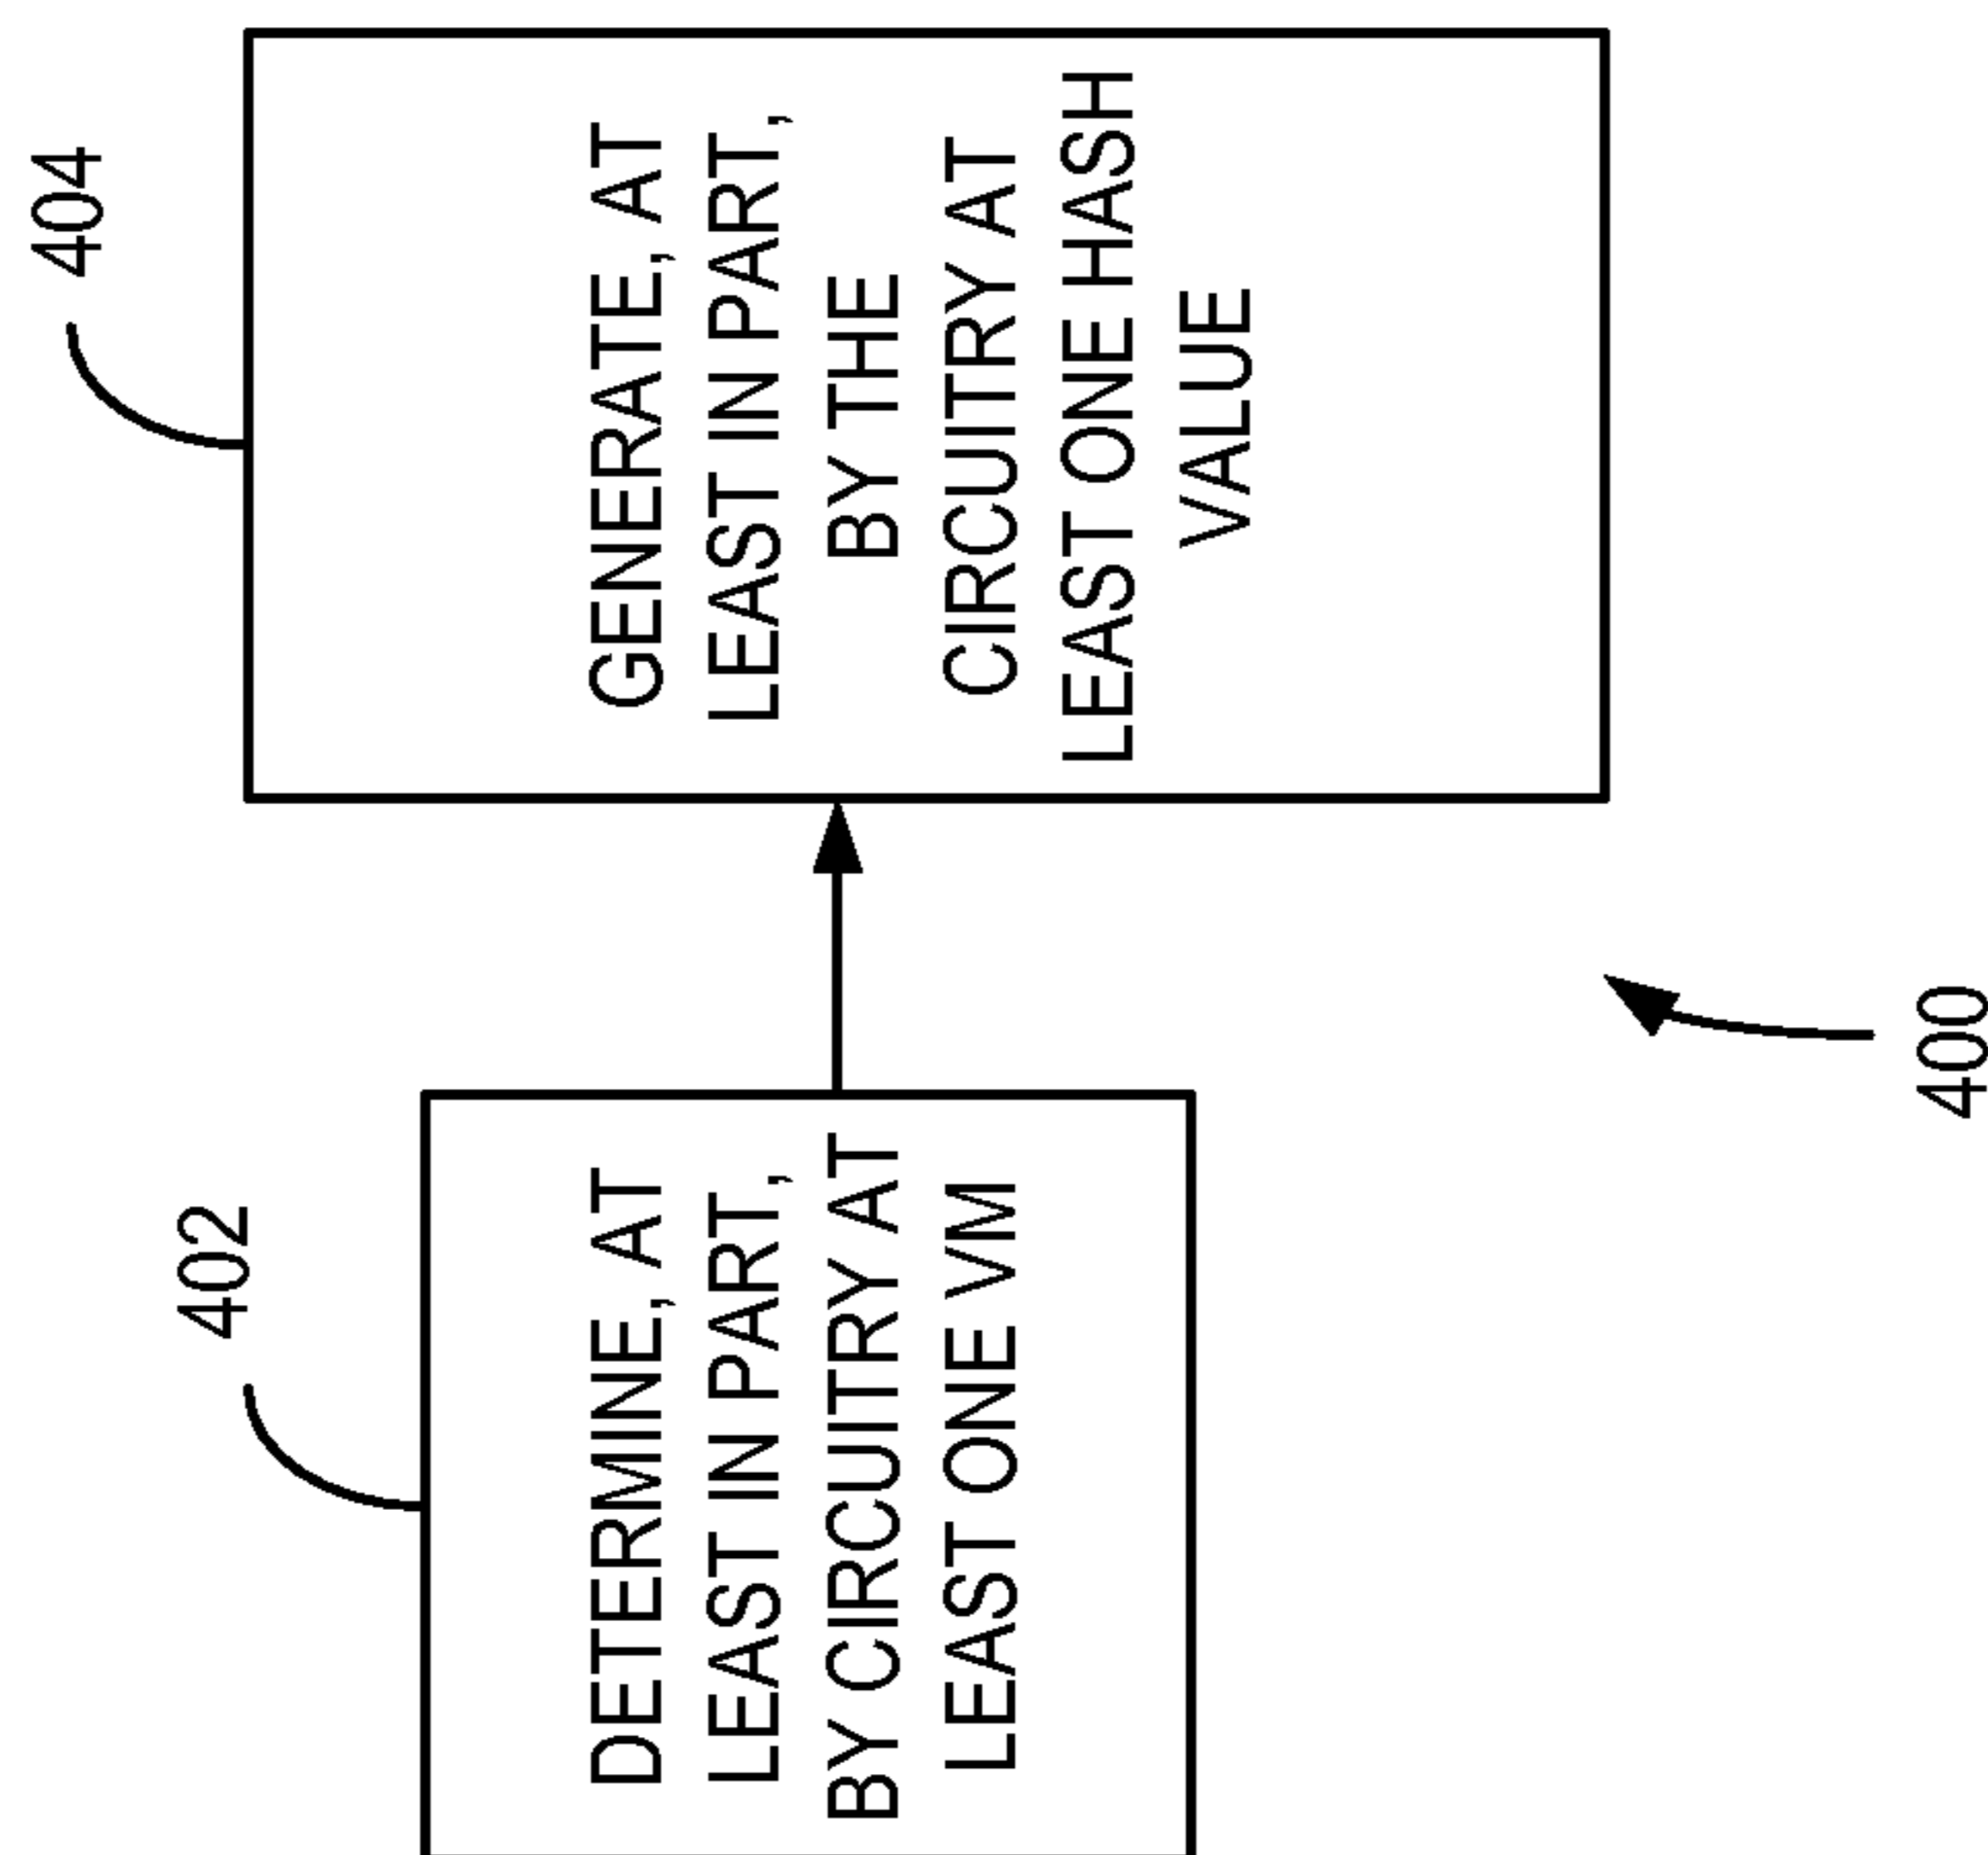 402
DETERMINE, AT
LEAST IN PART,
BY CIRCUITRY AT
LEAST ONE VM
404
GENERATE, AT
LEAST IN PART,
BY THE
CIRCUITRY AT
LEAST ONE HASH
VALUE
400